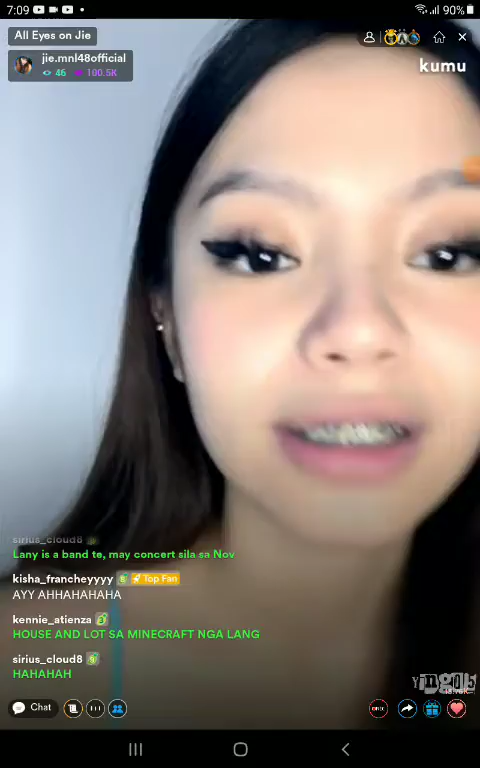 7:09
90%
All Eyes on Jie
jie.mnl48official
46 100.5K
kumu
sirius_cloud8
Lany is a band te, may concert sila sa Nov
kisha_francheyyyy 8 Top Fan
AYY AHHAHAHAHA
kennie_atienza
HOUSE AND LOT SA MINECRAFT NGA LANG
sirius_cloud8
HAHAHAH
Chat